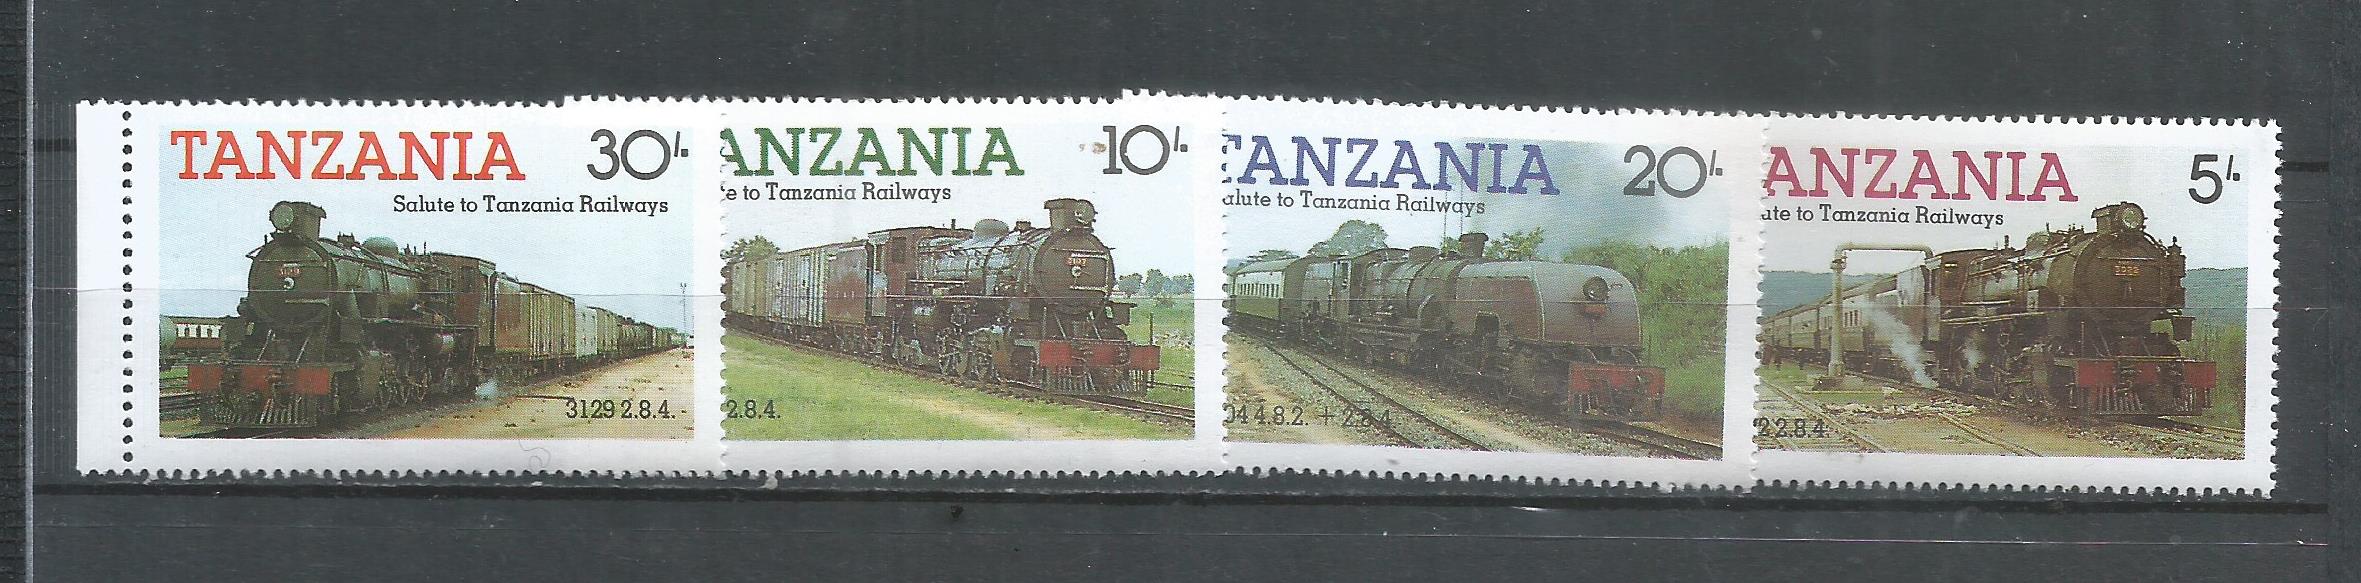 TANZANIA 30/-
Salute to Tanzania Railways
3129
3129 2.8.4.
ANZANIA 10/-
e to Tanzania Railways
3107
2.8.4.
TANZANIA 20/-
alute to Tanzania Railways
04 4.8.2. + 2.8.4.
ANZANIA 5/-
ute to Tanzania Railways
2 2.8.4.